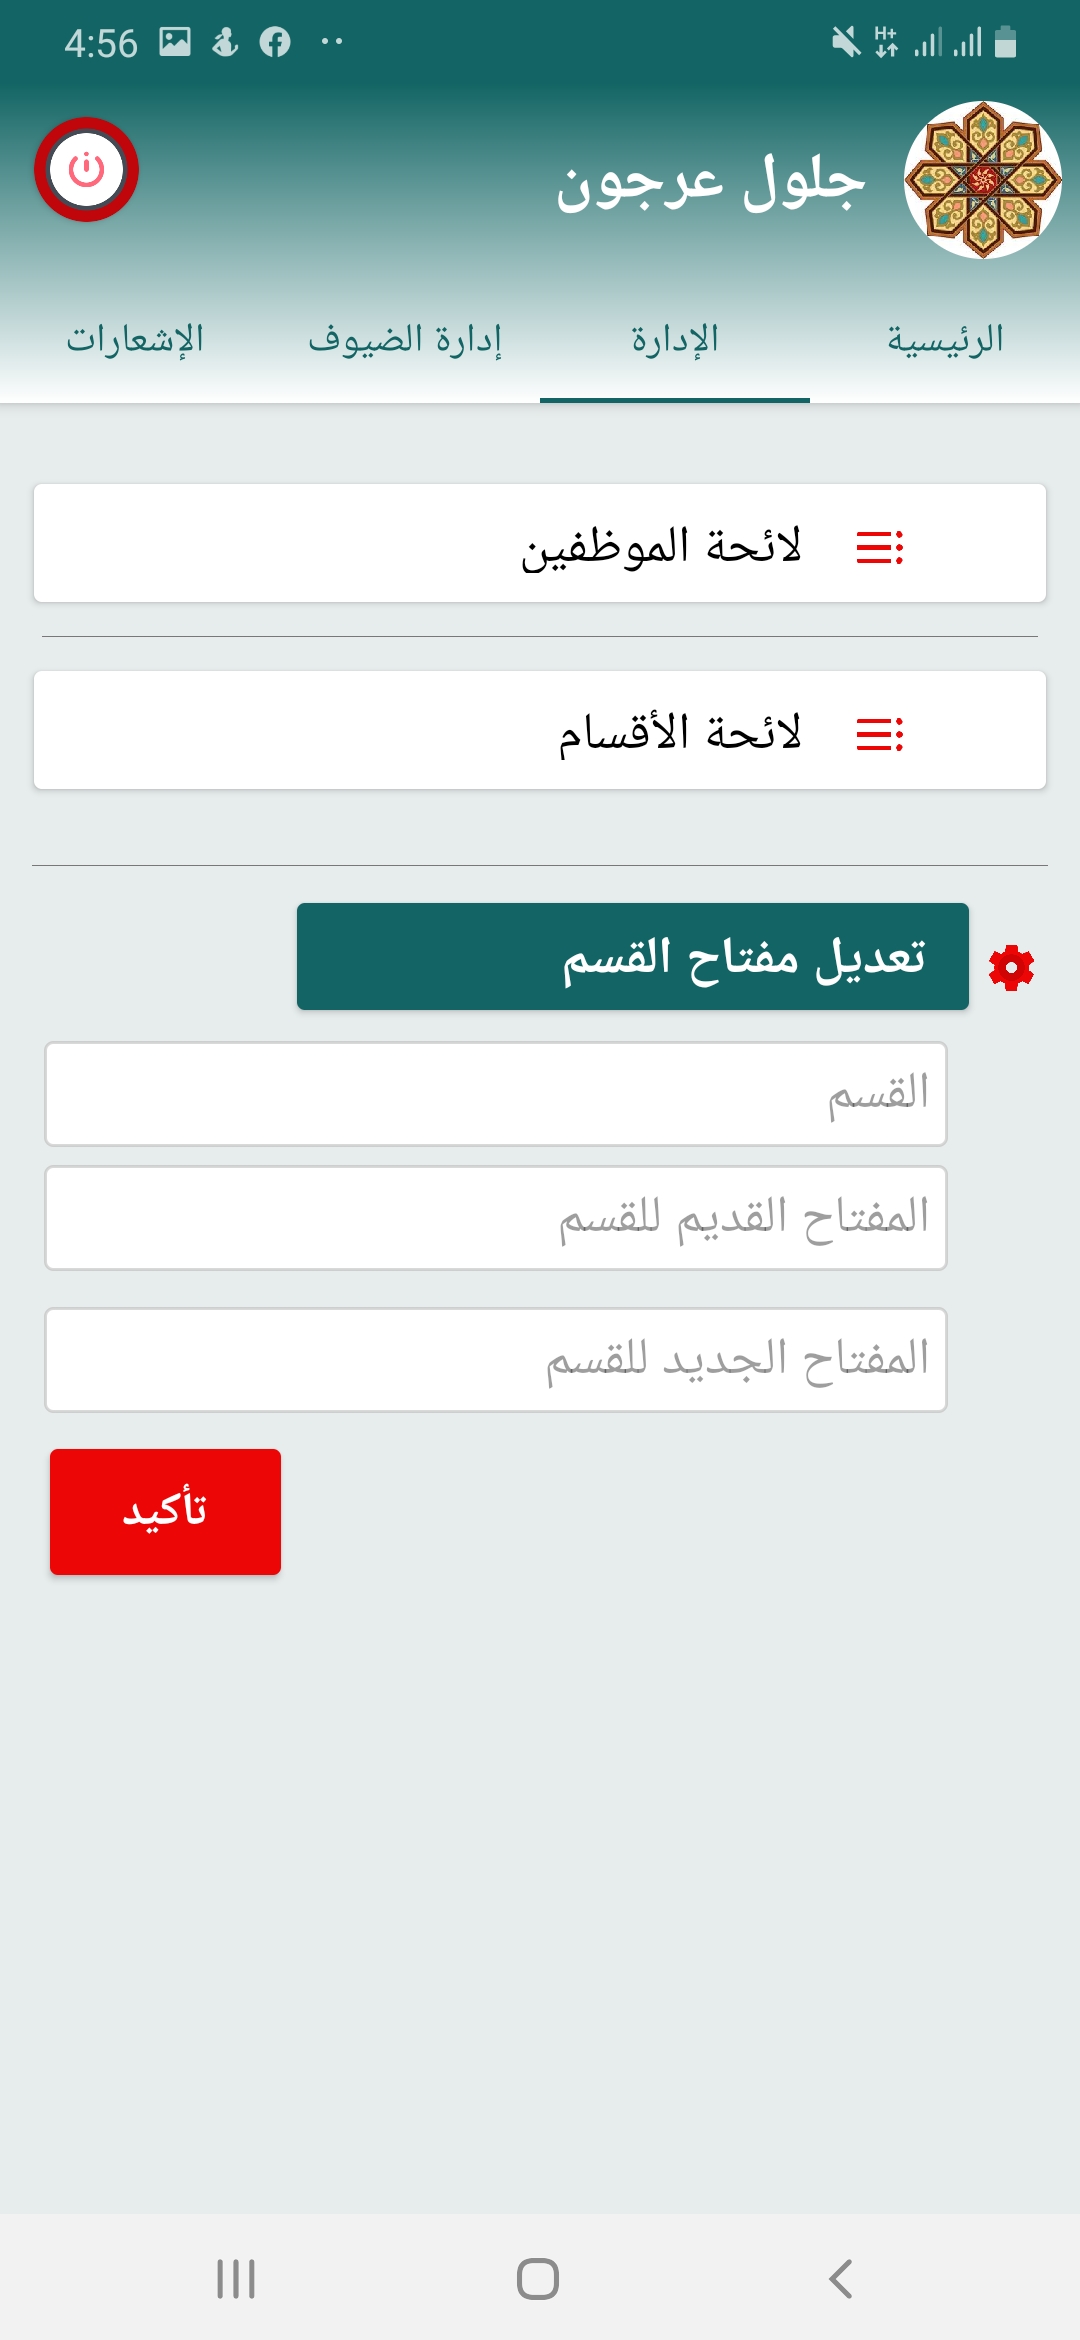 4:56
H+
جلول عرجون
الرئيسية
الإدارة
إدارة الضيوف
الإشعارات
لائحة الموظفين
لائحة الأقسام
تعديل مفتاح القسم
القسم
المفتاح القديم للقسم
المفتاح الجديد للقسم
تأكيد